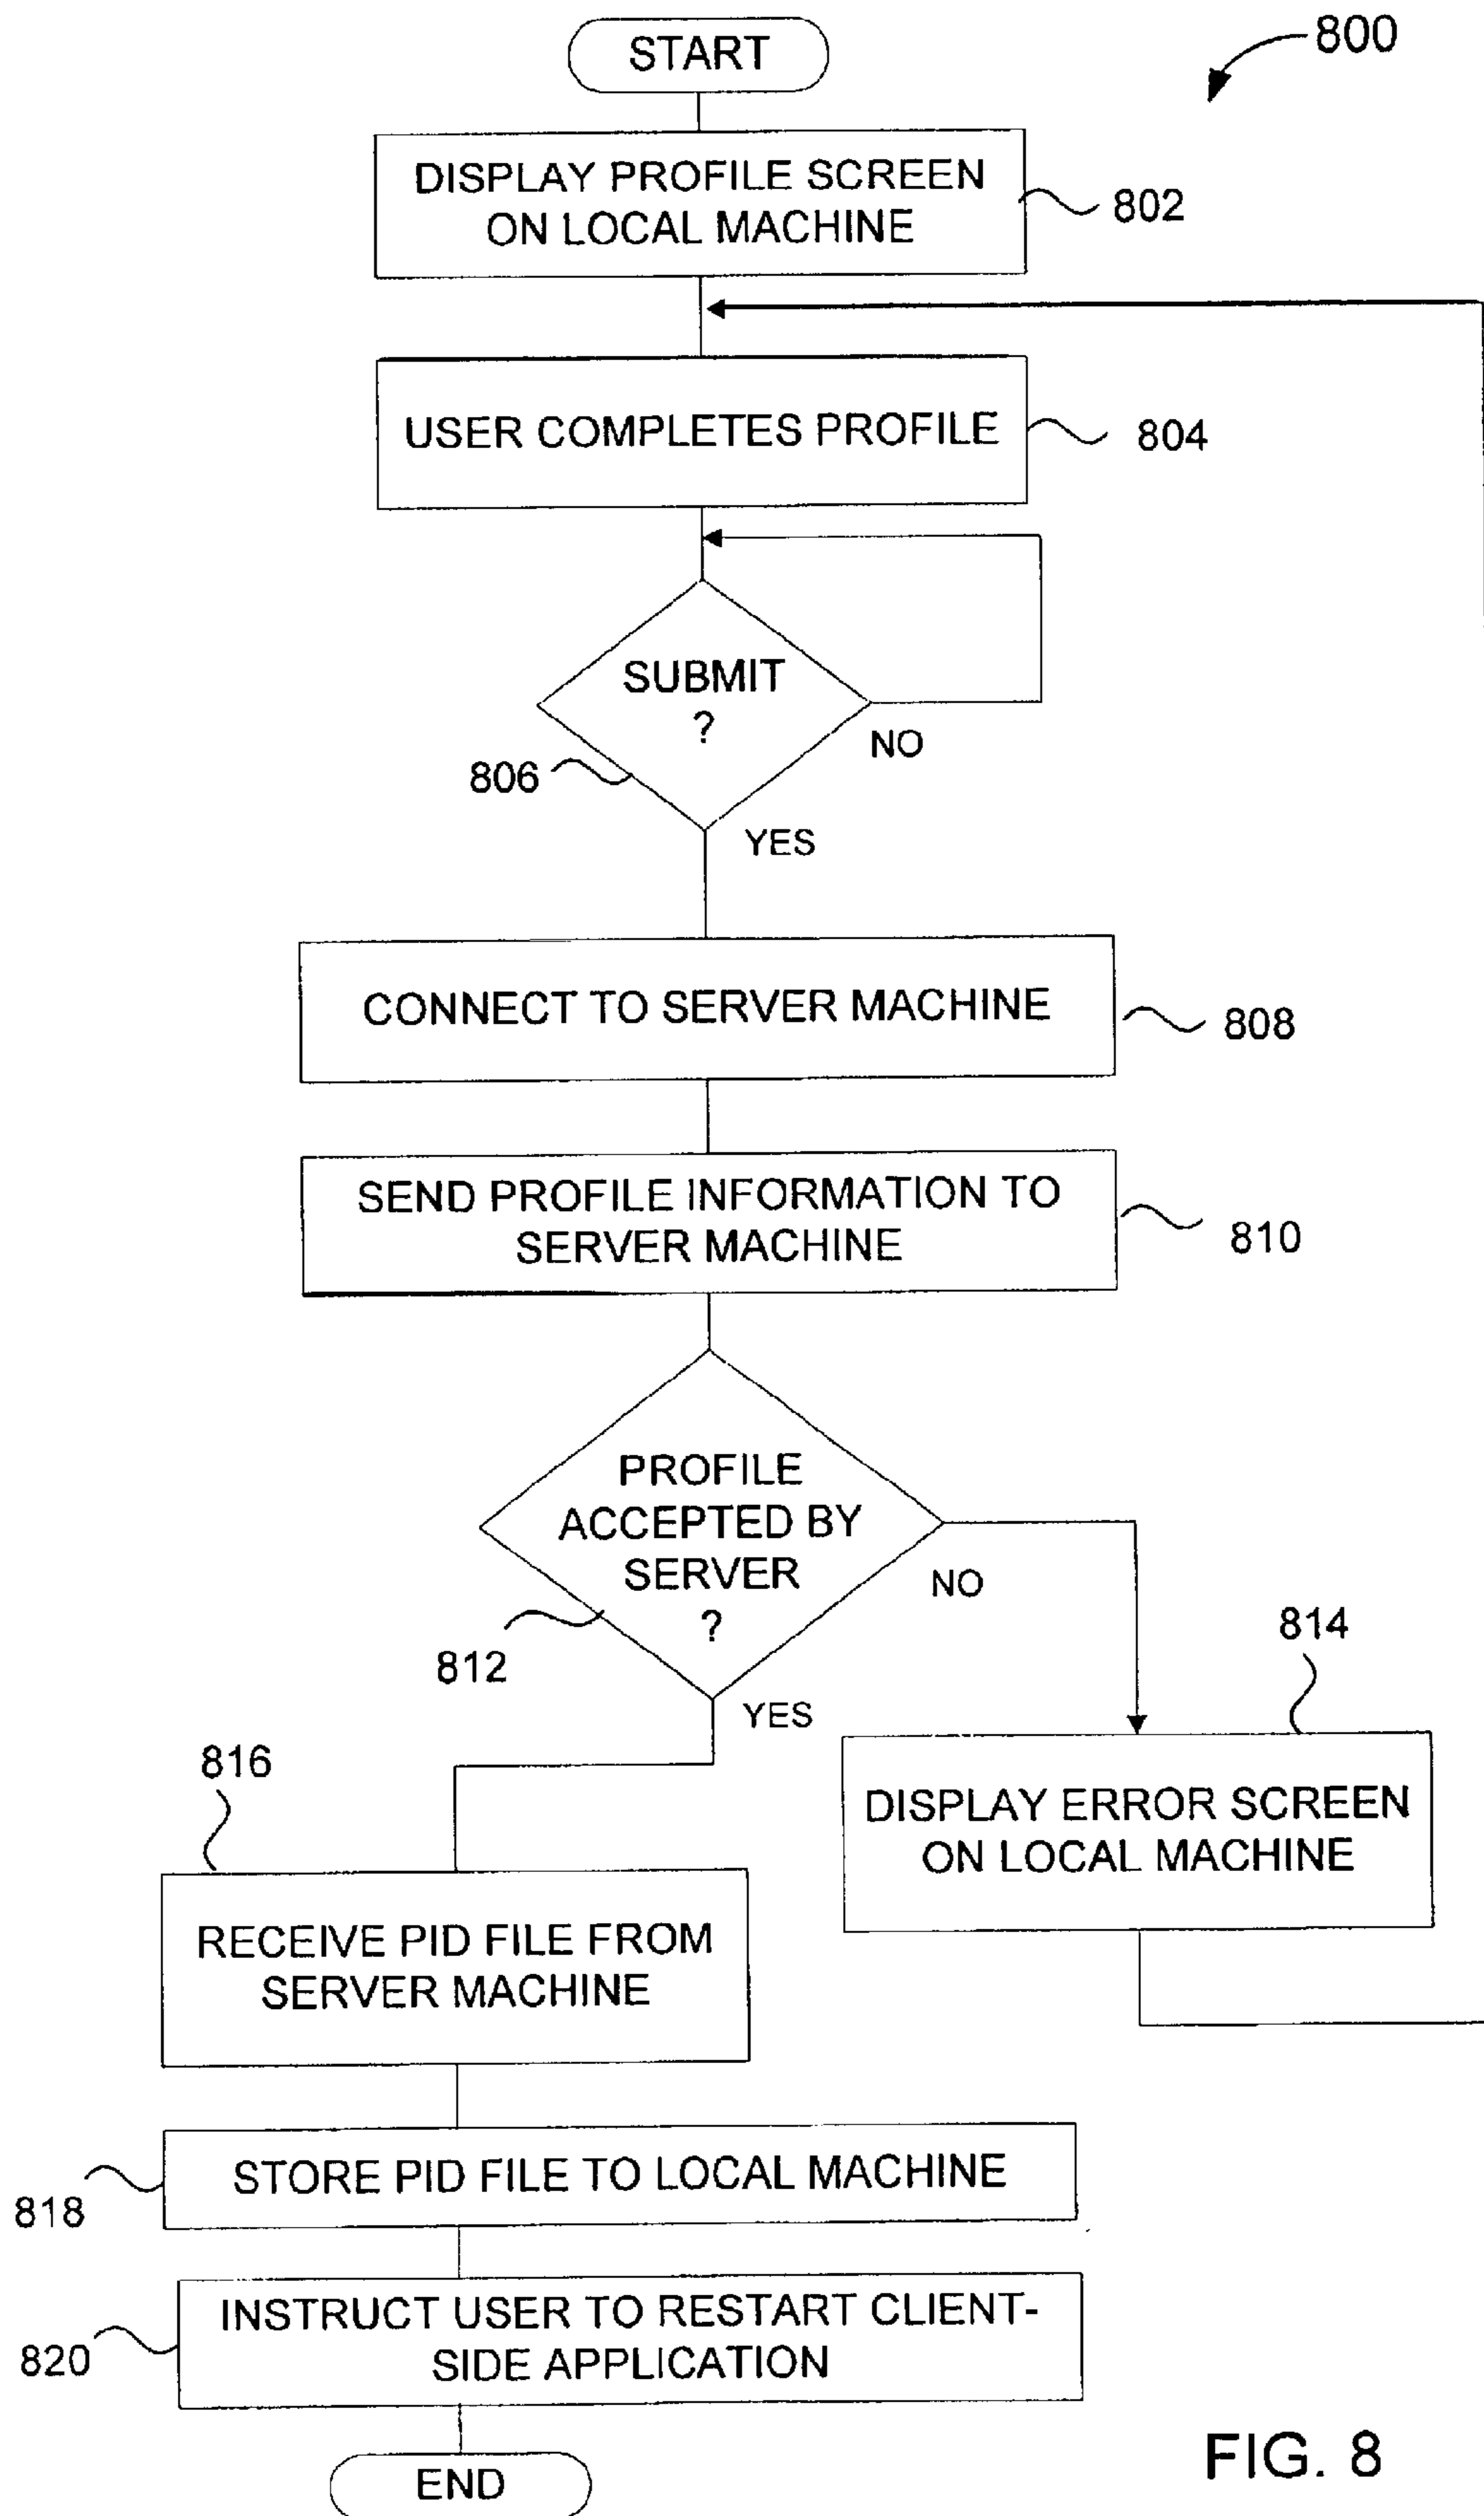 START
800
DISPLAY PROFILE SCREEN
ON LOCAL MACHINE
802
USER COMPLETES PROFILE
804
SUBMIT
?
NO
806
YES
CONNECT TO SERVER MACHINE
808
SEND PROFILE INFORMATION TO
SERVER MACHINE
810
PROFILE
ACCEPTED BY
SERVER
?
NO
812
YES
814
DISPLAY ERROR SCREEN
ON LOCAL MACHINE
816
RECEIVE PID FILE FROM
SERVER MACHINE
STORE PID FILE TO LOCAL MACHINE
818
INSTRUCT USER TO RESTART CLIENT-
SIDE APPLICATION
820
END
FIG. 8